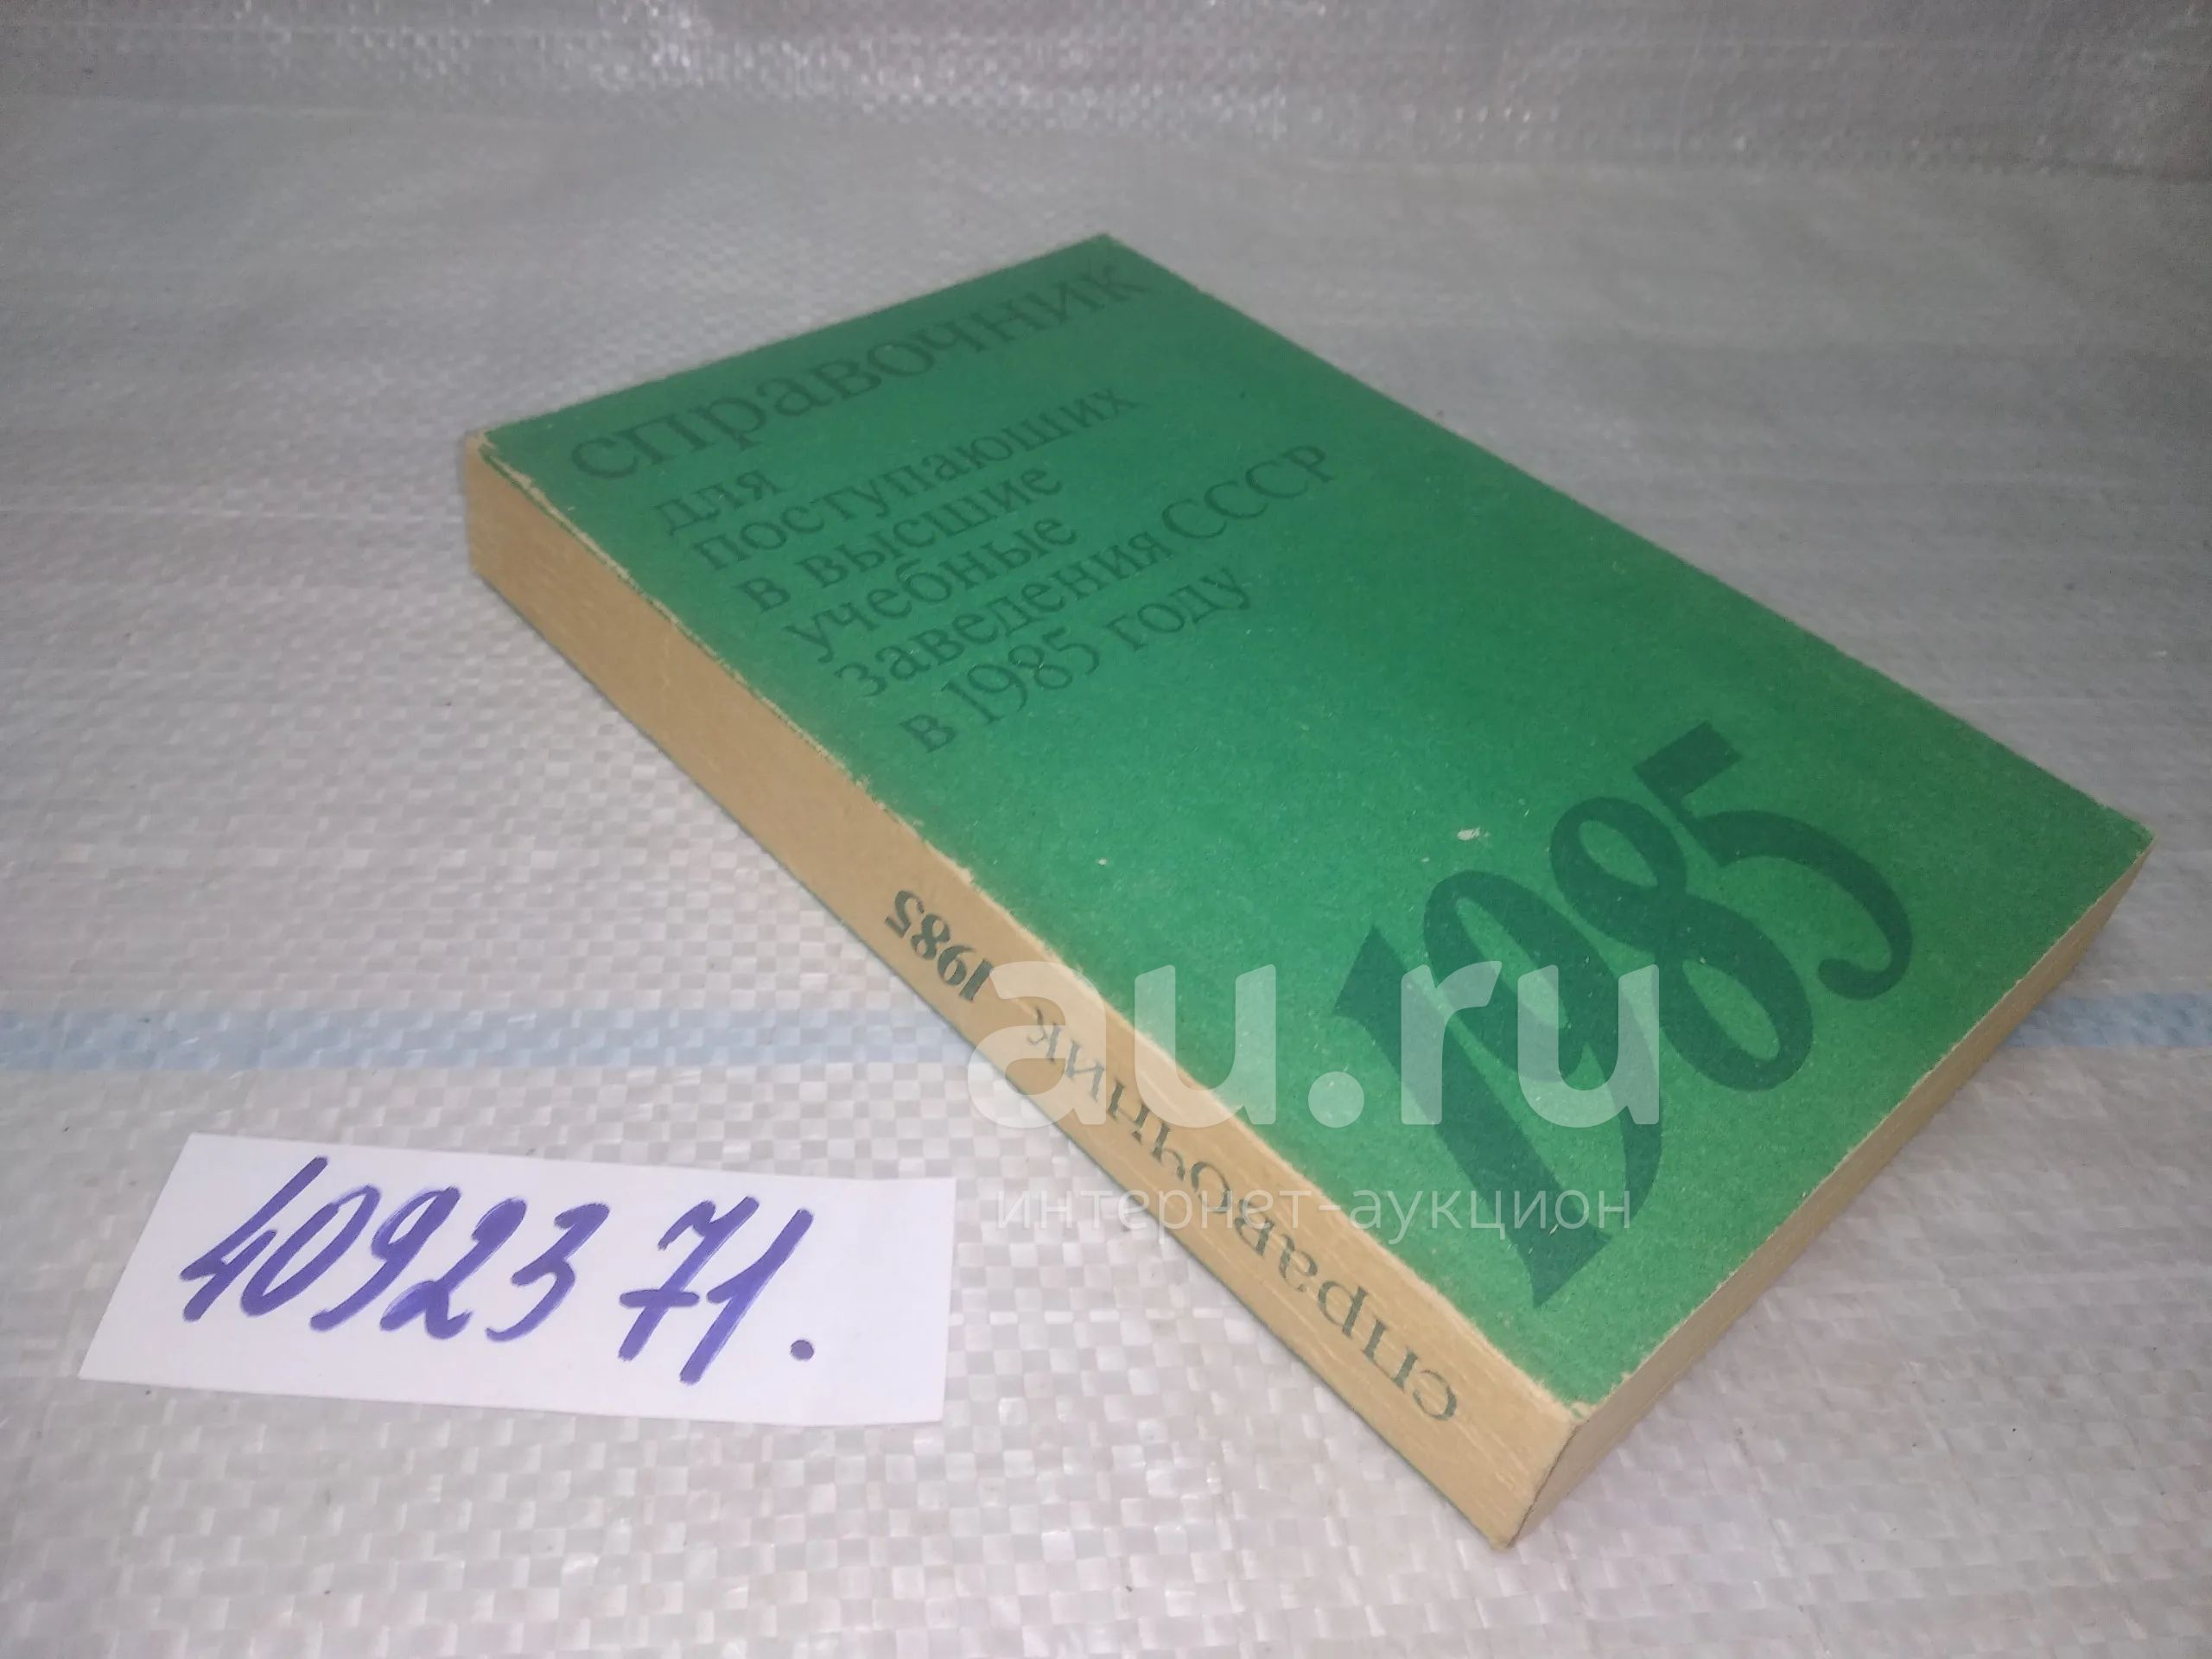 справочник
для
поступающих
в высшие
учебные
заведения СССР
в 1985 году
1985
справочник 1985
au.ru
интернет-аукцион
4092371.